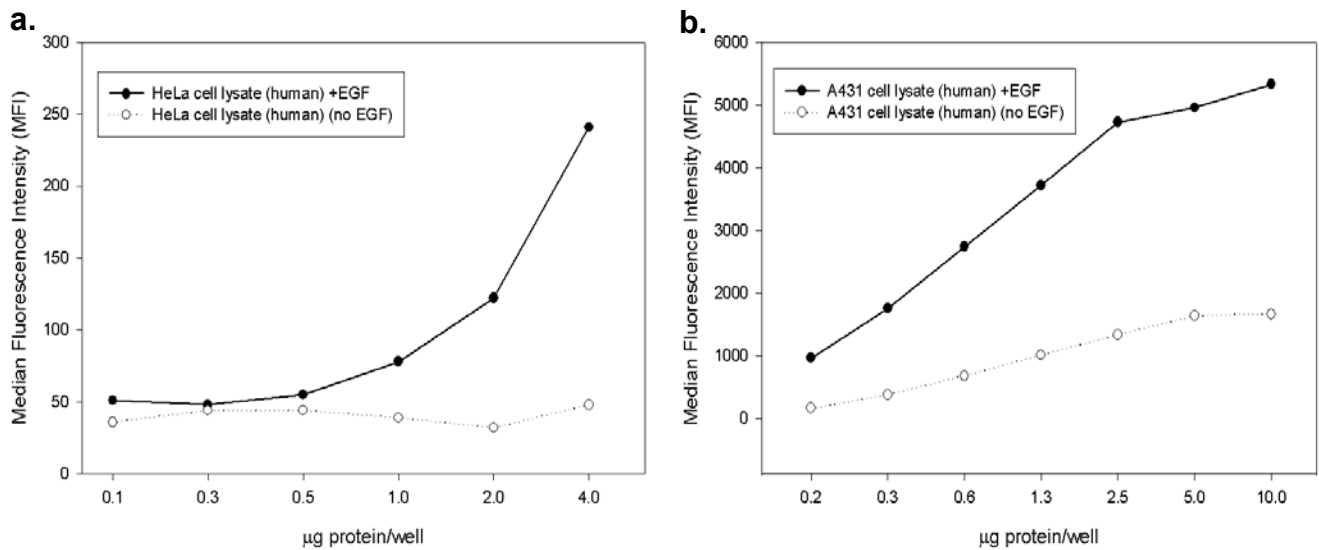 a.
300
250
200
150
100
50
0
Median Fluorescence Intensity (MFI)
HeLa cell lysate (human) +EGF
HeLa cell lysate (human) (no EGF)
0.1 0.3 0.5 1.0 2.0 4.0
µg protein/well
b.
6000
5000
4000
3000
2000
1000
0
Median Fluorescence Intensity (MFI)
A431 cell lysate (human) +EGF
A431 cell lysate (human) (no EGF)
0.2 0.3 0.6 1.3 2.5 5.0 10.0
µg protein/well